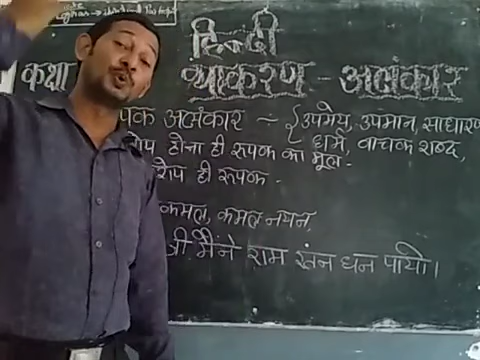 हिन्दी
कक्षा व्याकरण - अलंकार
पक अलंकार ~ { उपमेय, उपमान, साधारण
धर्म, वाचक शब्द,
रोप होना ही रूपक का मूल.
रोप ही रूपक.
कमल, कमल नयन,
मैंने राम रतन धन पायो।